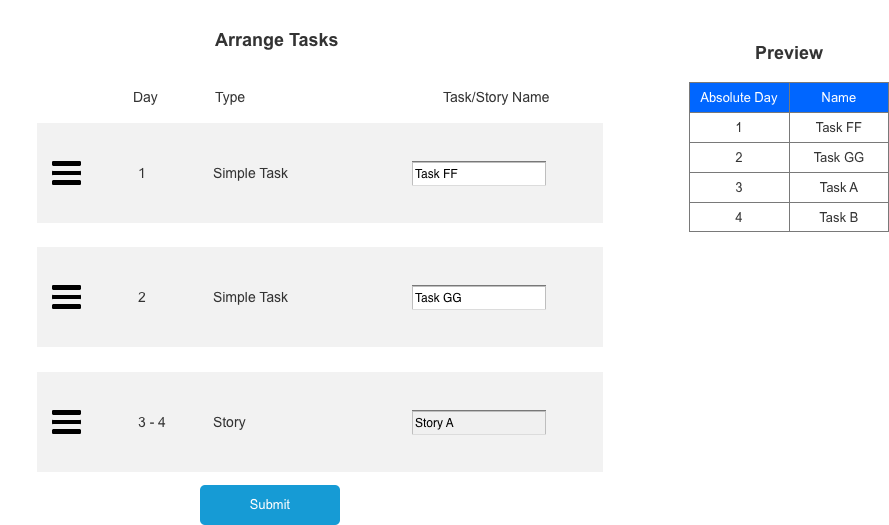 Arrange Tasks
Day Type Task/Story Name
1 Simple Task Task FF
2 Simple Task Task GG
3 - 4 Story Story A
Submit
Preview
Absolute Day Name
1 Task FF
2 Task GG
3 Task A
4 Task B